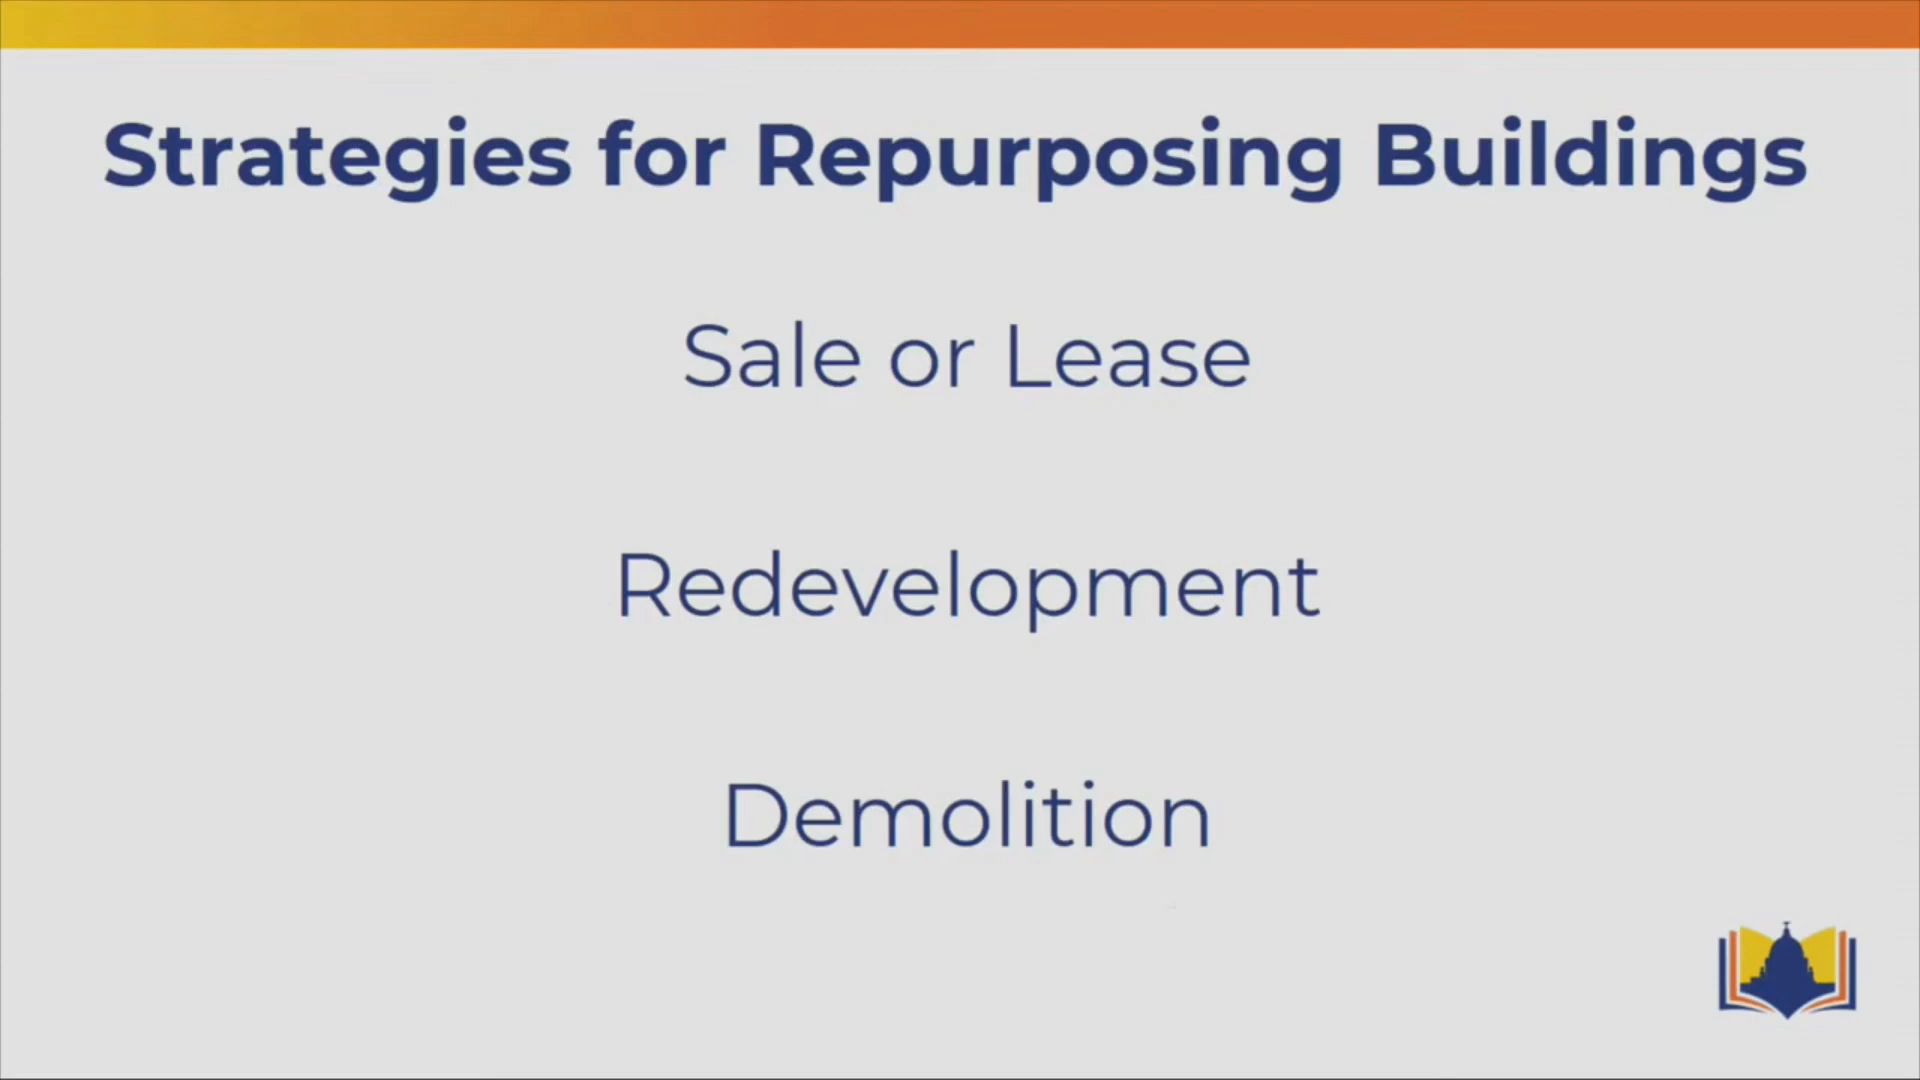 Strategies for Repurposing Buildings
Sale or Lease
Redevelopment
Demolition